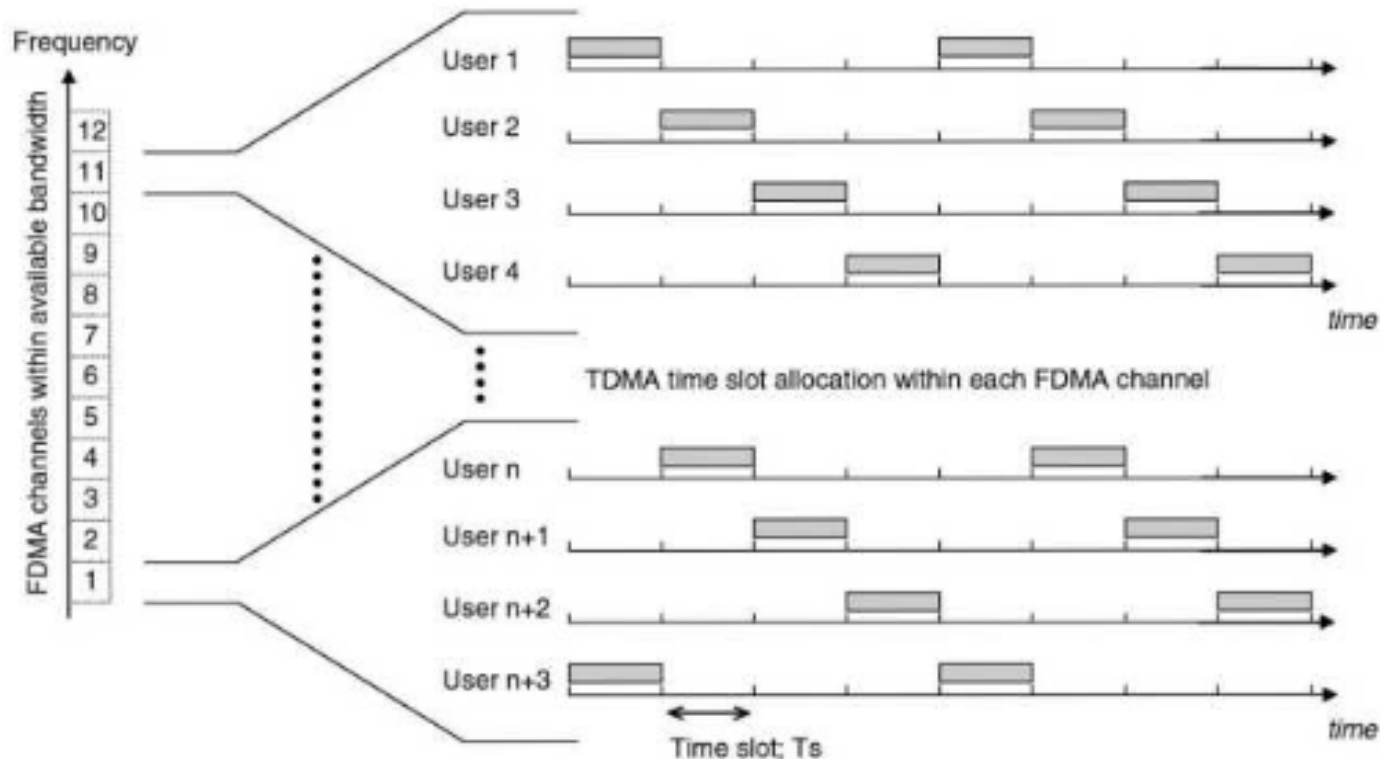 Frequency
FDMA channels within available bandwidth
12
11
10
9
8
7
6
5
4
3
2
1
User 1
User 2
User 3
User 4
time
TDMA time slot allocation within each FDMA channel
User n
User n+1
User n+2
User n+3
time
Time slot; Ts